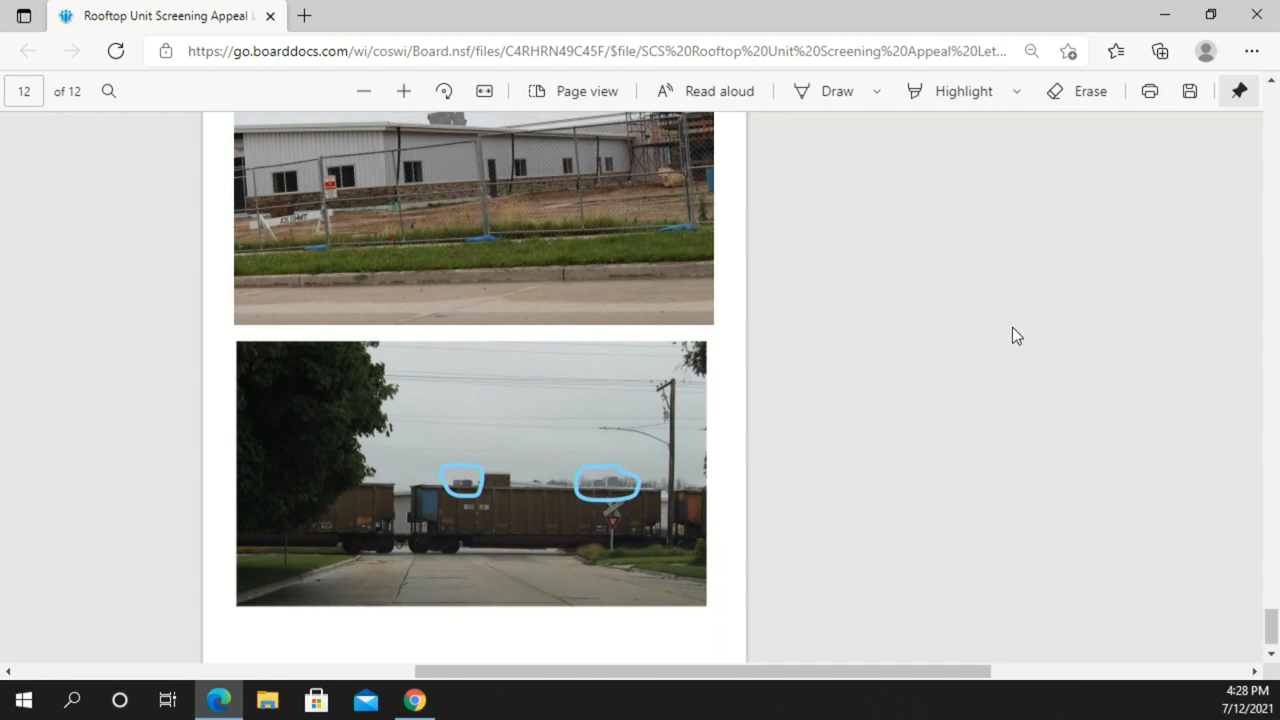 Rooftop Unit Screening Appeal L
https://go.boarddocs.com/wi/coswi/Board.nsf/files/C4RHRN49C45F/$file/SCS%20Rooftop%20Unit%20Screening%20Appeal%20Let...
12 of 12 Page view Read aloud Draw Highlight Erase
4:28 PM
7/12/2021